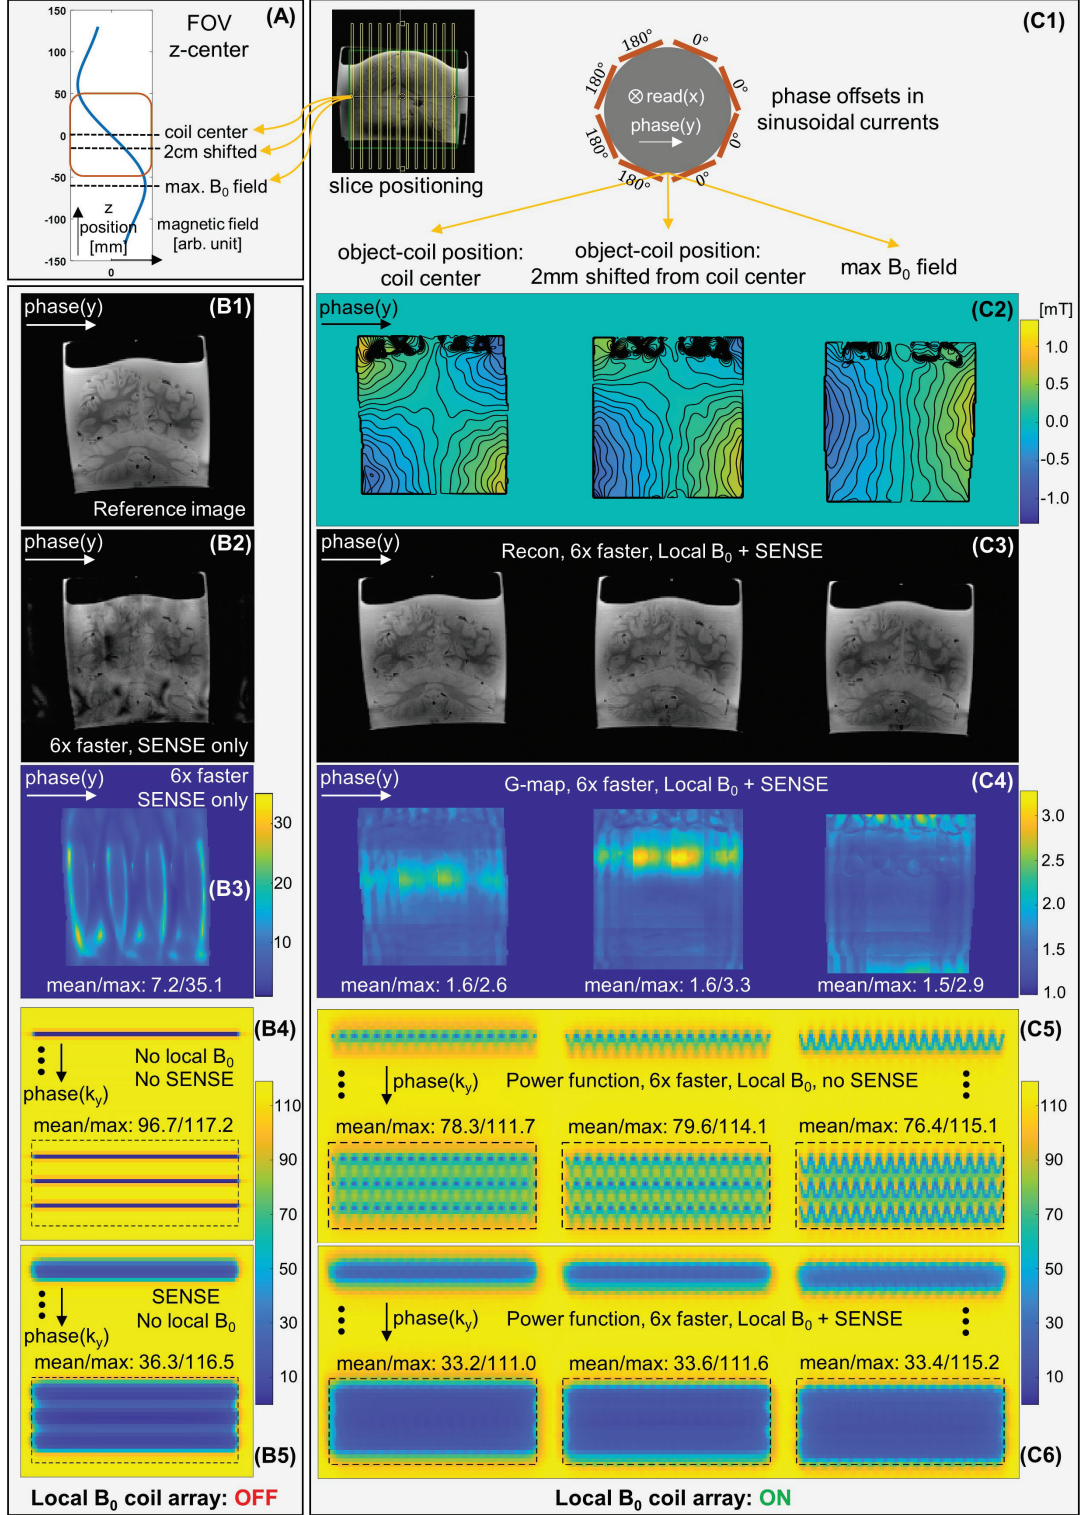 (A)
FOV
z-center
150
100
50
0
-50
-100
-150
0
coil center
2cm shifted
max. B₀ field
z
position
[mm]
magnetic field
[arb. unit]
(C1)
slice positioning
180°
0°
180°
0°
180°
0°
180°
0°
⊗ read(x)
phase(y)
phase offsets in
sinusoidal currents
object-coil position:
coil center
object-coil position:
2mm shifted from coil center
max B₀ field
phase(y)
(B1)
Reference image
phase(y)
(B2)
6x faster, SENSE only
phase(y)
6x faster
SENSE only
(B3)
30
20
10
mean/max: 7.2/35.1
(B4)
No local B₀
No SENSE
phase(kᵧ)
mean/max: 96.7/117.2
110
90
70
50
30
10
SENSE
No local B₀
phase(kᵧ)
mean/max: 36.3/116.5
(B5)
Local B₀ coil array: OFF
phase(y)
(C2)
[mT]
1.0
0.5
0.0
-0.5
-1.0
phase(y)
Recon, 6x faster, Local B₀ + SENSE
(C3)
phase(y)
G-map, 6x faster, Local B₀ + SENSE
(C4)
3.0
2.5
2.0
1.5
1.0
mean/max: 1.6/2.6
mean/max: 1.6/3.3
mean/max: 1.5/2.9
(C5)
phase(kᵧ)
Power function, 6x faster, Local B₀, no SENSE
mean/max: 78.3/111.7
mean/max: 79.6/114.1
mean/max: 76.4/115.1
110
90
70
50
30
10
phase(kᵧ)
Power function, 6x faster, Local B₀ + SENSE
mean/max: 33.2/111.0
mean/max: 33.6/111.6
mean/max: 33.4/115.2
(C6)
Local B₀ coil array: ON